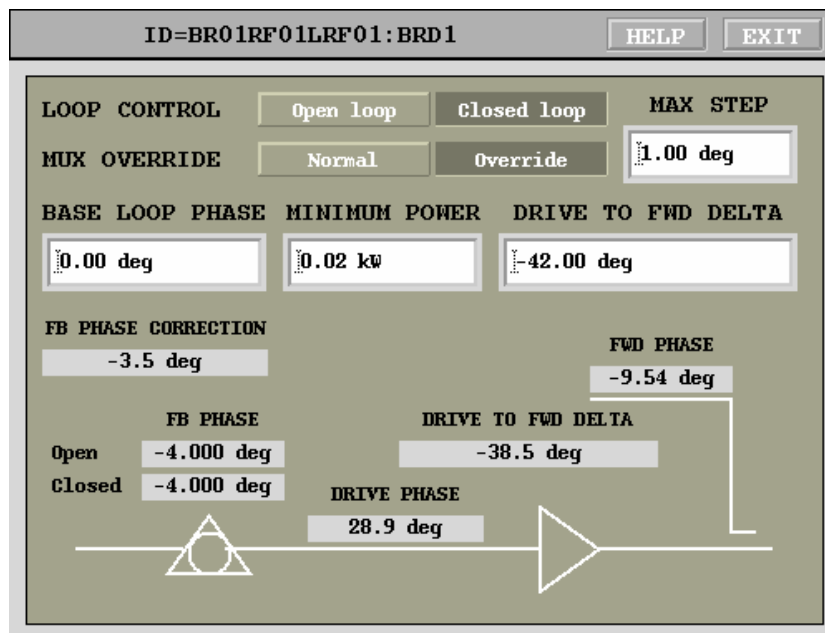 ID=BR01RF01LRF01:BRD1 HELP EXIT
LOOP CONTROL Open loop Closed loop MAX STEP
MUX OVERRIDE Normal Override 1.00 deg
BASE LOOP PHASE MINIMUM POWER DRIVE TO FWD DELTA
0.00 deg 0.02 kW -42.00 deg
FB PHASE CORRECTION
-3.5 deg
FWD PHASE
-9.54 deg
FB PHASE DRIVE TO FWD DELTA
Open -4.000 deg -38.5 deg
Closed -4.000 deg
DRIVE PHASE
28.9 deg